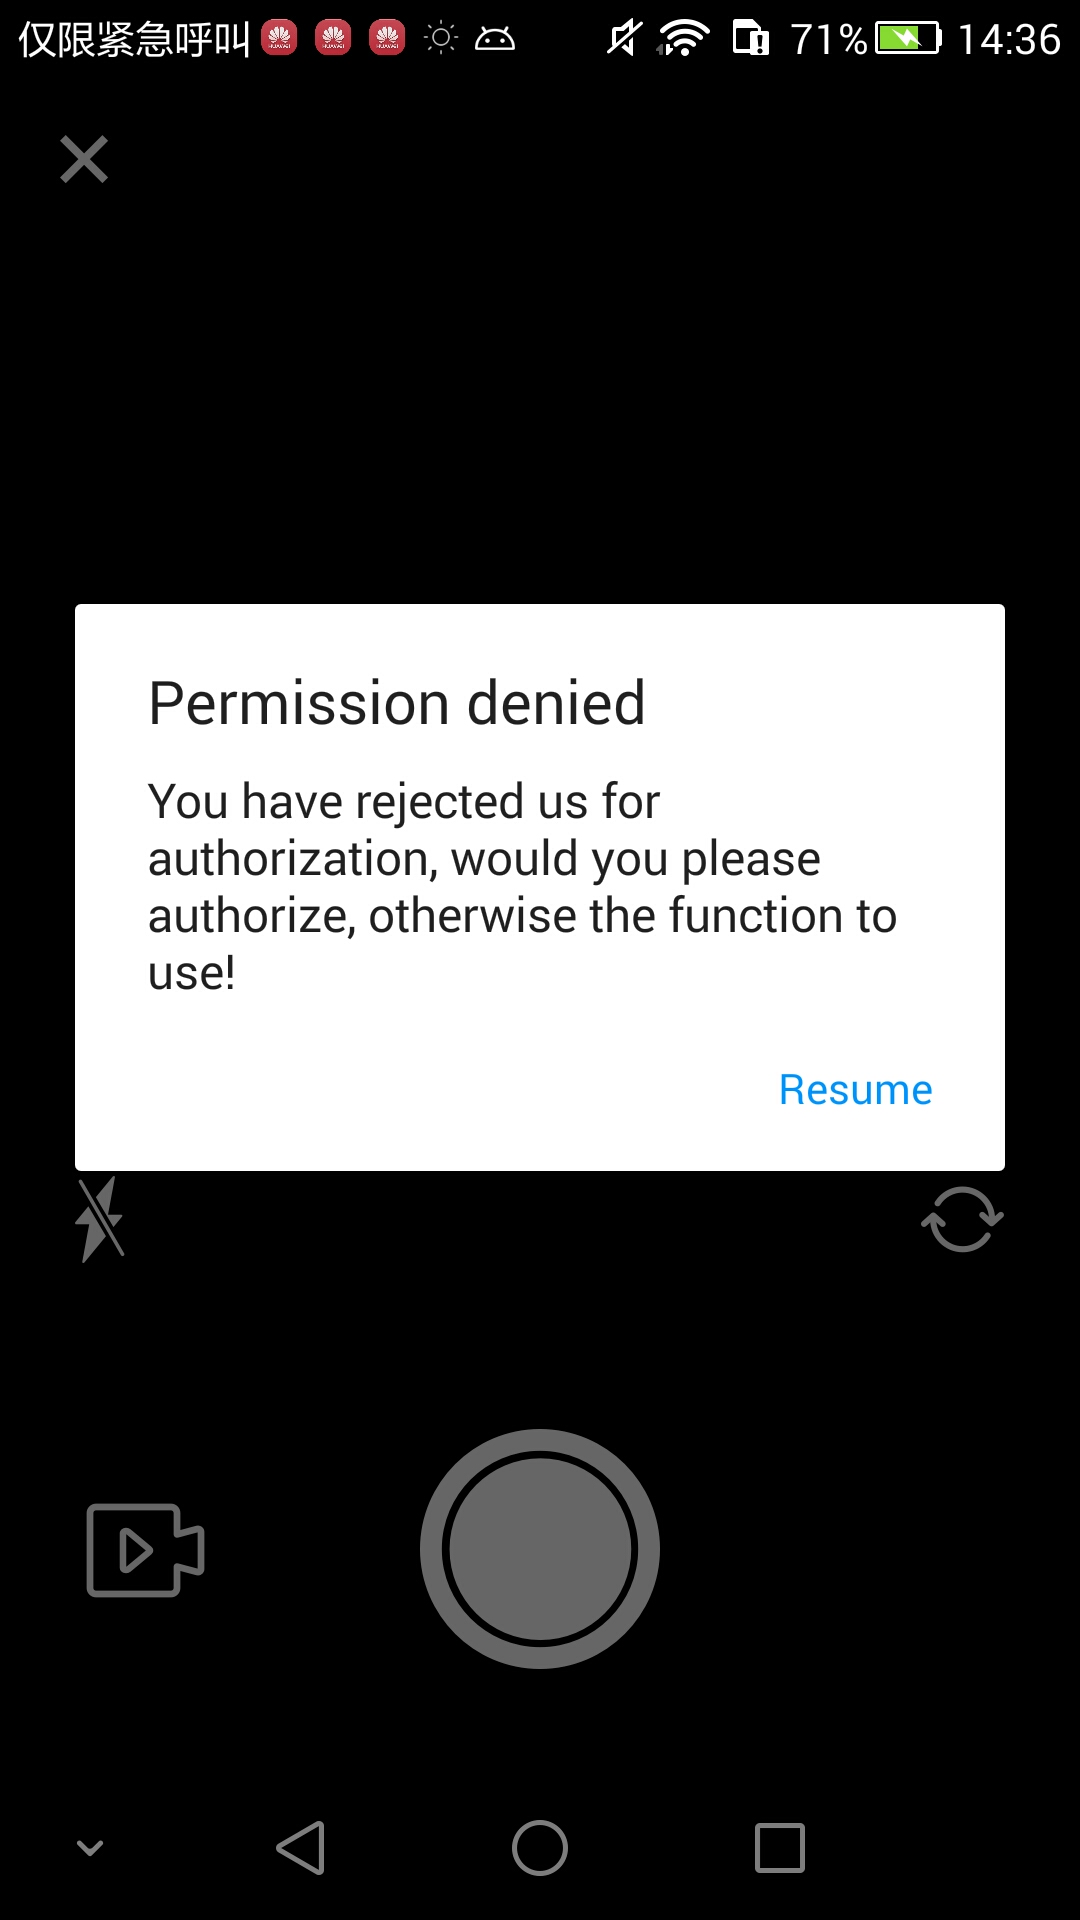 仅限紧急呼叫 71% 14:36
Permission denied
You have rejected us for
authorization, would you please
authorize, otherwise the function to
use!
Resume